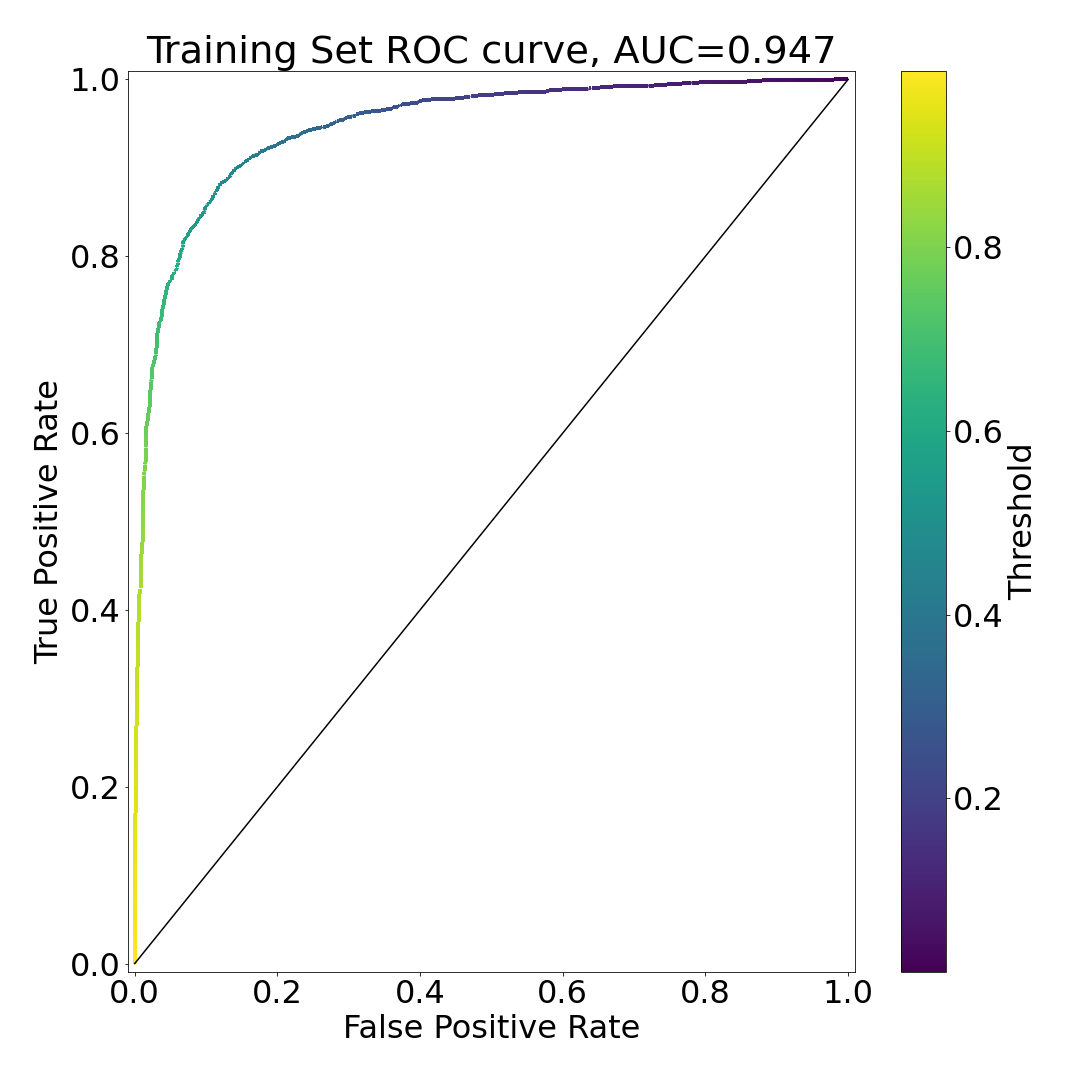 Training Set ROC curve, AUC=0.947
True Positive Rate
1.0
0.8
0.6
0.4
0.2
0.0
0.0 0.2 0.4 0.6 0.8 1.0
False Positive Rate
0.8
0.6
0.4
0.2
Threshold